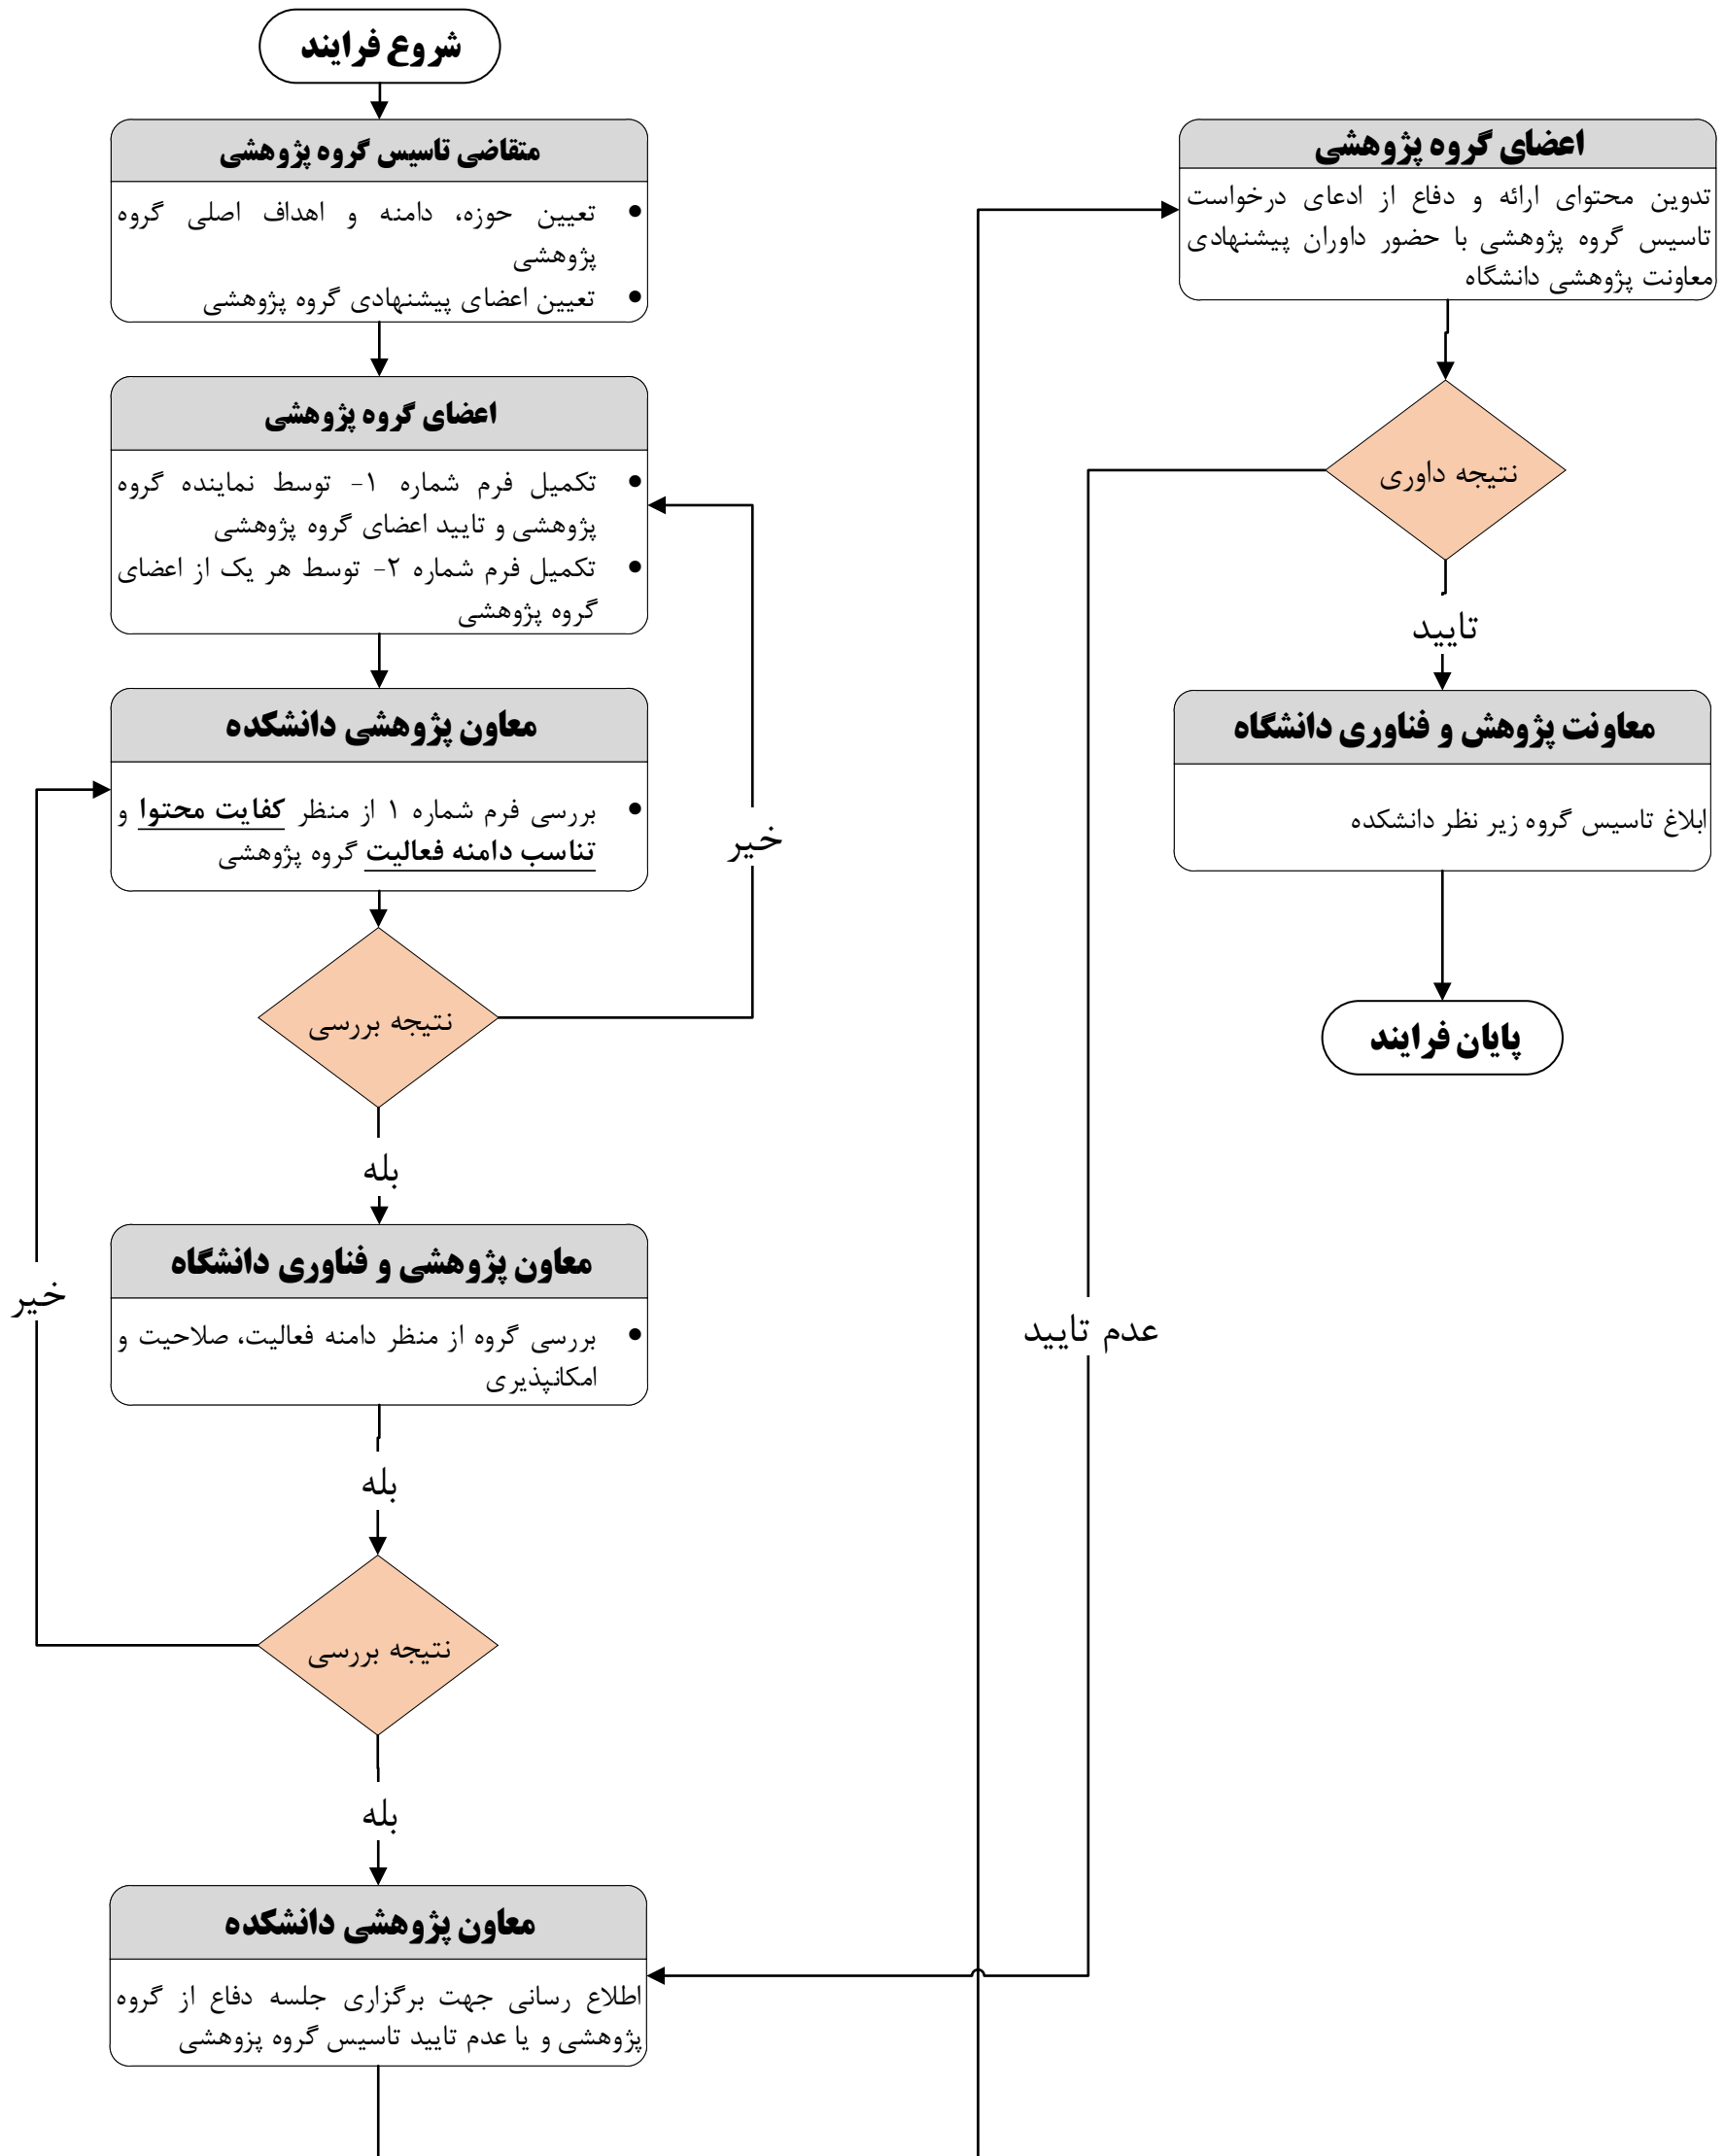 شروع فرایند
متقاضی تاسیس گروه پژوهشی
• تعیین حوزه، دامنه و اهداف اصلی گروه
پژوهشی
• تعیین اعضای پیشنهادی گروه پژوهشی
اعضای گروه پژوهشی
• تکمیل فرم شماره ۱- توسط نماینده گروه
پژوهشی و تایید اعضای گروه پژوهشی
• تکمیل فرم شماره ۲- توسط هر یک از اعضای
گروه پژوهشی
معاون پژوهشی دانشکده
• بررسی فرم شماره ۱ از منظر کفایت محتوا و
تناسب دامنه فعالیت گروه پژوهشی
خیر
نتیجه بررسی
بله
معاون پژوهشی و فناوری دانشگاه
• بررسی گروه از منظر دامنه فعالیت، صلاحیت و
امکانپذیری
خیر
بله
نتیجه بررسی
بله
معاون پژوهشی دانشکده
اطلاع رسانی جهت برگزاری جلسه دفاع از گروه
پژوهشی و یا عدم تایید تاسیس گروه پزوهشی
اعضای گروه پژوهشی
تدوین محتوای ارائه و دفاع از ادعای درخواست
تاسیس گروه پژوهشی با حضور داوران پیشنهادی
معاونت پژوهشی دانشگاه
نتیجه داوری
تایید
عدم تایید
معاونت پژوهش و فناوری دانشگاه
ابلاغ تاسیس گروه زیر نظر دانشکده
پایان فرایند